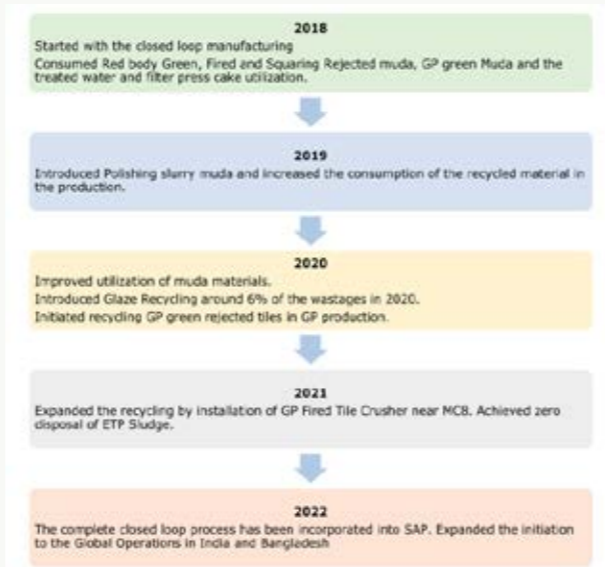 2018
Started with the closed loop manufacturing
Consumed Red body Green, Fired and Squaring Rejected muda, GP green Muda and the
treated water and filter press cake utilization.
2019
Introduced Polishing slurry muda and increased the consumption of the recycled material in
the production.
2020
Improved utilization of muda materials.
Introduced Glaze Recycling around 6% of the wastages in 2020.
Initiated recycling GP green rejected tiles in GP production.
2021
Expanded the recycling by installation of GP Fired Tile Crusher near MC8. Achieved zero
disposal of ETP Sludge.
2022
The complete closed loop process has been incorporated into SAP. Expanded the initiation
to the Global Operations in India and Bangladesh